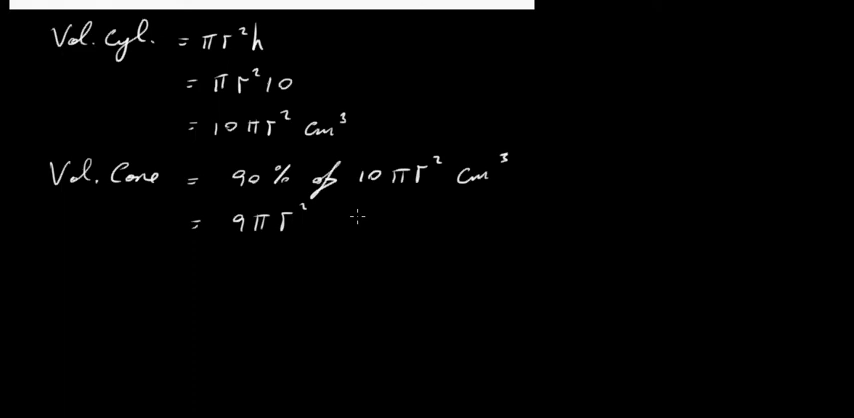 Vol. Cyl. = πr²h
= πr²10
= 10πr² cm³
Vol. Cone = 90% of 10πr² cm³
= 9πr²